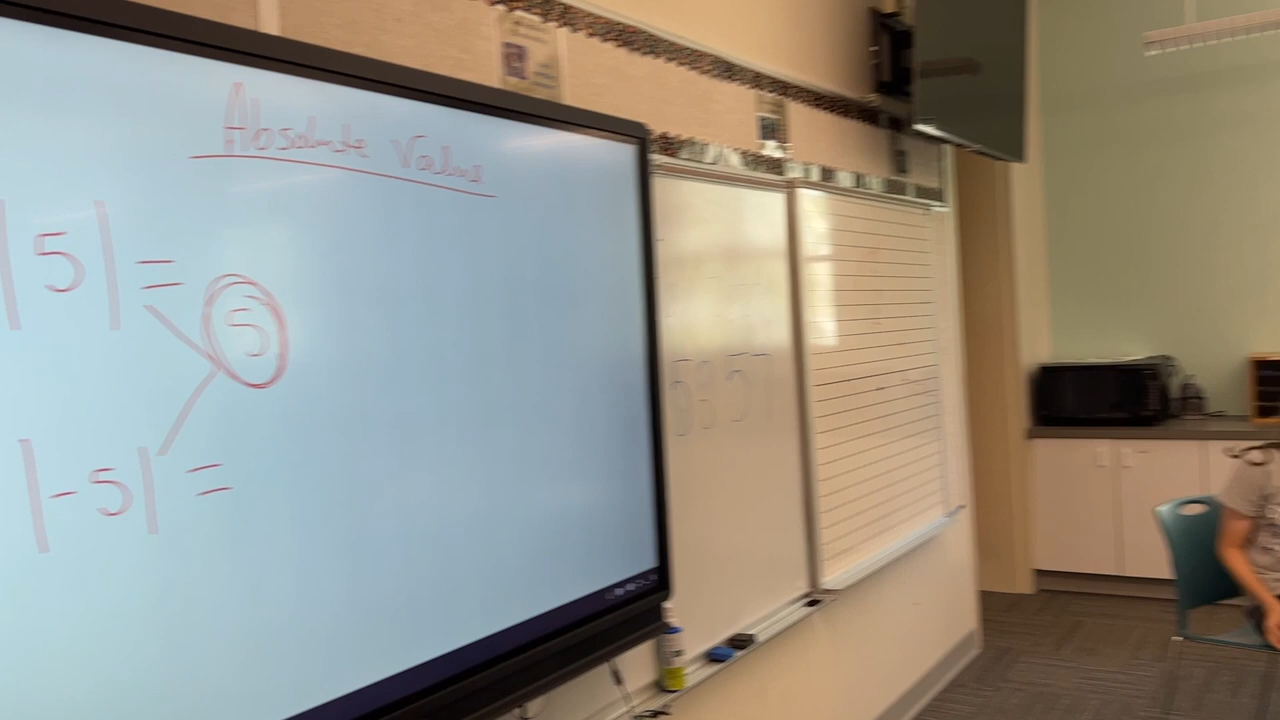 Absolute Value
|5| =
5
|-5| =